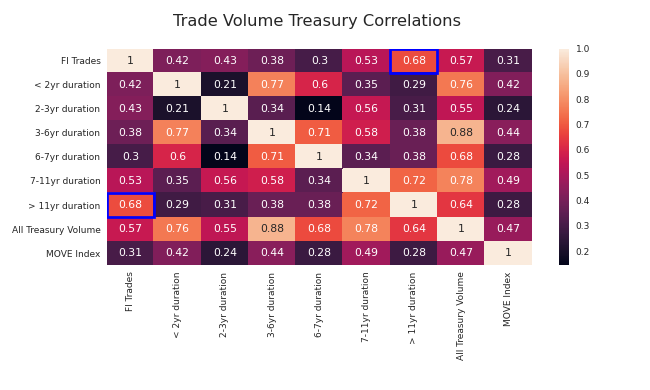 Trade Volume Treasury Correlations
FI Trades 1 0.42 0.43 0.38 0.3 0.53 0.68 0.57 0.31
< 2yr duration 0.42 1 0.21 0.77 0.6 0.35 0.29 0.76 0.42
2-3yr duration 0.43 0.21 1 0.34 0.14 0.56 0.31 0.55 0.24
3-6yr duration 0.38 0.77 0.34 1 0.71 0.58 0.38 0.88 0.44
6-7yr duration 0.3 0.6 0.14 0.71 1 0.34 0.38 0.68 0.28
7-11yr duration 0.53 0.35 0.56 0.58 0.34 1 0.72 0.78 0.49
> 11yr duration 0.68 0.29 0.31 0.38 0.38 0.72 1 0.64 0.28
All Treasury Volume 0.57 0.76 0.55 0.88 0.68 0.78 0.64 1 0.47
MOVE Index 0.31 0.42 0.24 0.44 0.28 0.49 0.28 0.47 1
FI Trades
< 2yr duration
2-3yr duration
3-6yr duration
6-7yr duration
7-11yr duration
> 11yr duration
All Treasury Volume
MOVE Index
1.0
0.9
0.8
0.7
0.6
0.5
0.4
0.3
0.2